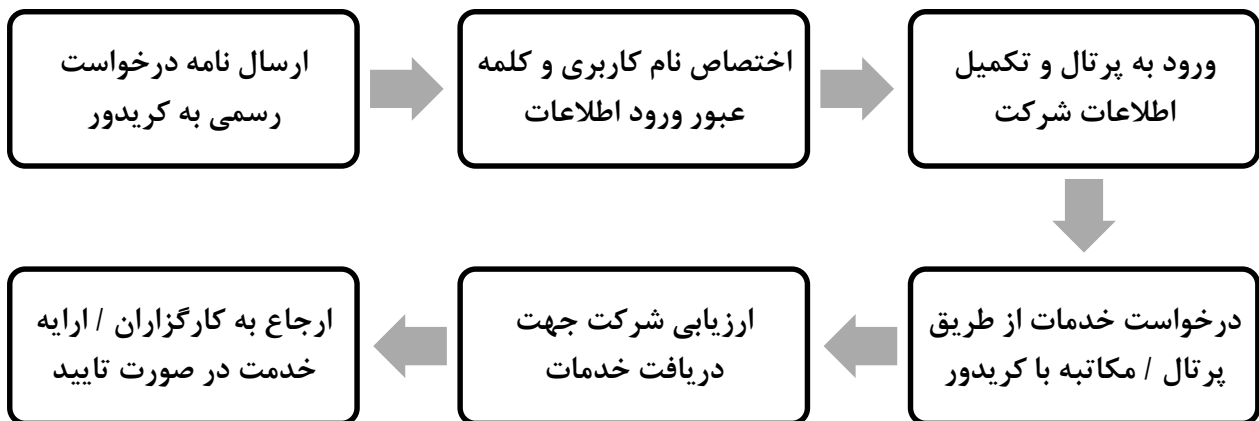 ارسال نامه درخواست
رسمی به کریدور
اختصاص نام کاربری و کلمه
عبور ورود اطلاعات
ورود به پرتال و تکمیل
اطلاعات شرکت
درخواست خدمات از طریق
پرتال / مکاتبه با کریدور
ارزیابی شرکت جهت
دریافت خدمات
ارجاع به کارگزاران / ارایه
خدمت در صورت تایید